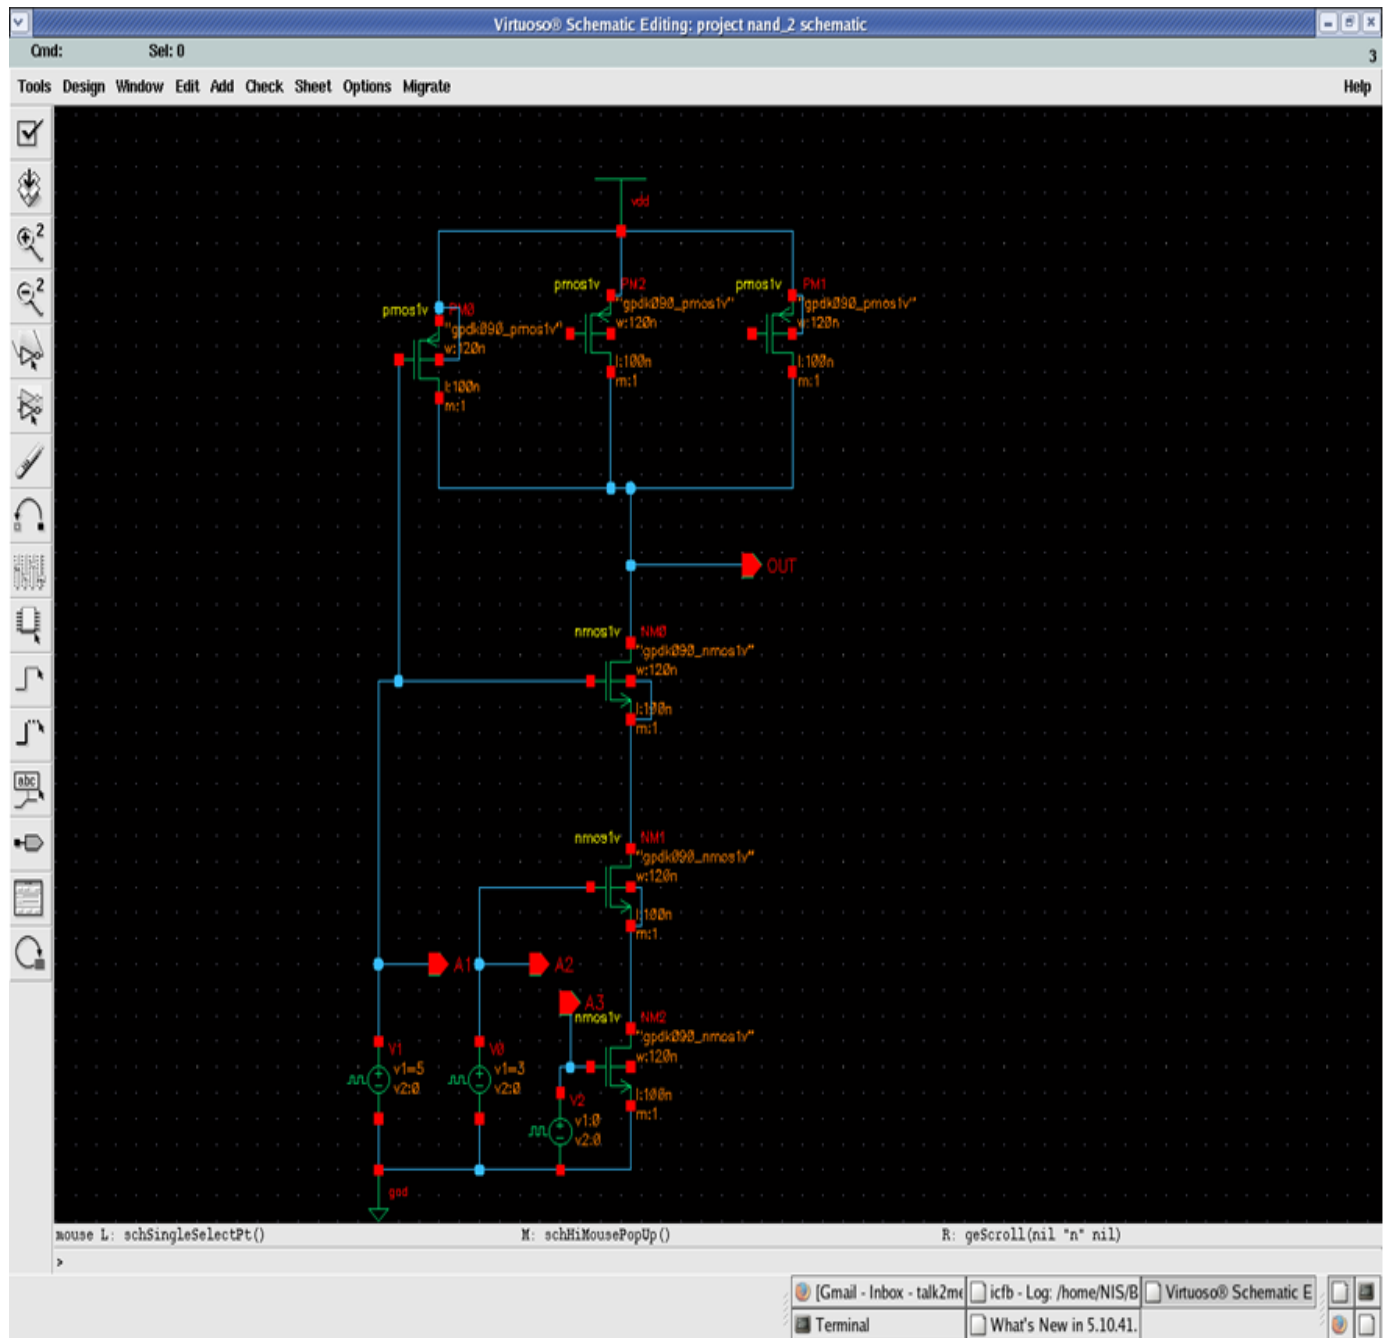 Virtuoso® Schematic Editing: project nand_2 schematic
Cmd: Sel: 0 3
Tools Design Window Edit Add Check Sheet Options Migrate Help
vdd
pmos1v PM2 pmos1v PM1
"gpdk090_pmos1v" "gpdk090_pmos1v"
pmos1v PM0
w:120n w:120n
"gpdk090_pmos1v"
w:120n
l:100n l:100n
m:1 m:1
l:100n
m:1
OUT
nmos1v NM0
"gpdk090_nmos1v"
w:120n
l:100n
m:1
nmos1v NM1
"gpdk090_nmos1v"
w:120n
l:100n
m:1
A1 A2
A3
nmos1v NM2
"gpdk090_nmos1v"
V1 V0
w:120n
v1=5 v1=3
v2:0 v2:0
l:100n
V2
m:1
v1:0
v2:0
gnd
mouse L: schSingleSelectPt() M: schHiMousePopUp() R: geScroll(nil "n" nil)
>
[Gmail - Inbox - talk2me icfb - Log: /home/NIS/B Virtuoso® Schematic E
Terminal What's New in 5.10.41.